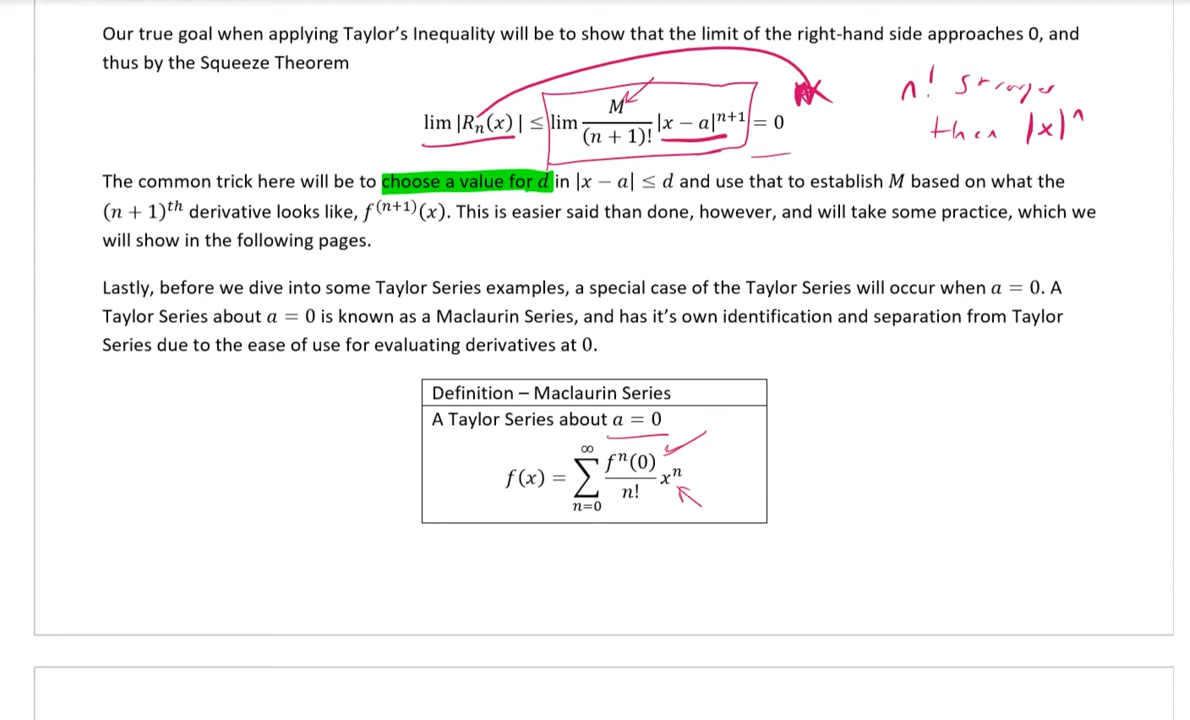 Our true goal when applying Taylor's Inequality will be to show that the limit of the right-hand side approaches 0, and
thus by the Squeeze Theorem
n! stronger
lim |Rₙ(x)| ≤ lim M/(n + 1)! |x − a|ⁿ⁺¹ = 0
then |x|ⁿ
The common trick here will be to choose a value for d in |x − a| ≤ d and use that to establish M based on what the
(n + 1)ᵗʰ derivative looks like, f⁽ⁿ⁺¹⁾(x). This is easier said than done, however, and will take some practice, which we
will show in the following pages.
Lastly, before we dive into some Taylor Series examples, a special case of the Taylor Series will occur when a = 0. A
Taylor Series about a = 0 is known as a Maclaurin Series, and has it's own identification and separation from Taylor
Series due to the ease of use for evaluating derivatives at 0.
Definition – Maclaurin Series
A Taylor Series about a = 0
f(x) = ∑ₙ₌₀^∞ fⁿ(0)/n! xⁿ